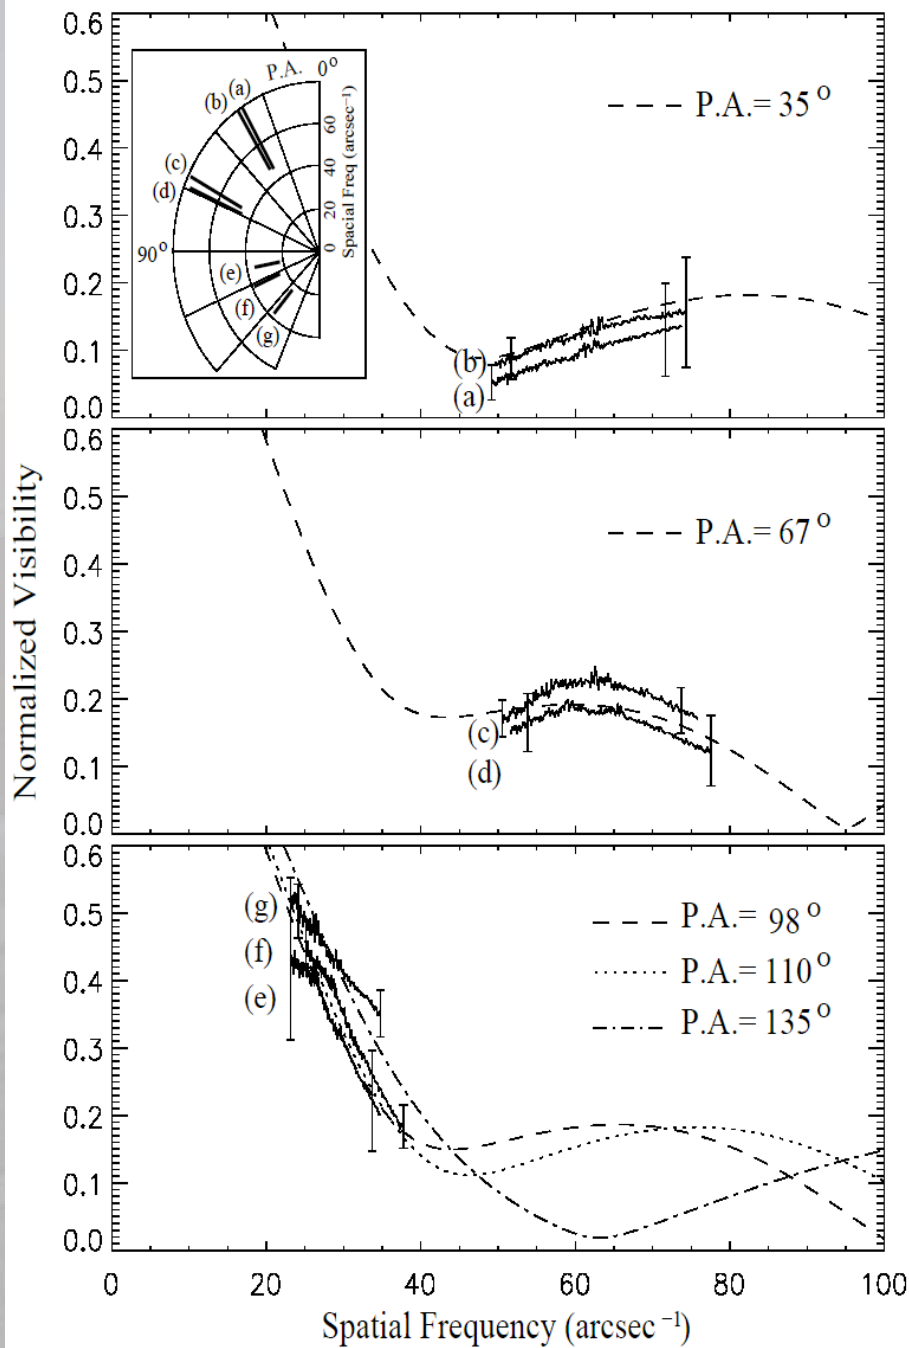 0.6
0.5
0.4
0.3
0.2
0.1
0.0
P.A. 0°
(a)
(b)
(c)
(d)
90°
(e)
(f)
(g)
60
40
20
0
Spacial Freq (arcsec⁻¹)
P.A.= 35°
(b)
(a)
0.6
0.5
0.4
0.3
0.2
0.1
0.0
P.A.= 67°
(c)
(d)
Normalized Visibility
0.6
0.5
0.4
0.3
0.2
0.1
0.0
(g)
(f)
(e)
P.A.= 98°
P.A.= 110°
P.A.= 135°
0 20 40 60 80 100
Spatial Frequency (arcsec⁻¹)